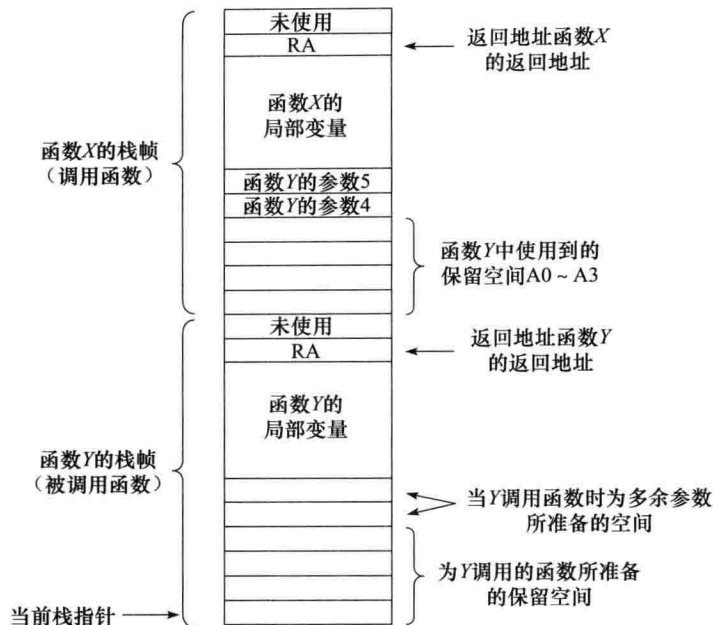 未使用
RA
返回地址函数X
的返回地址
函数X的
局部变量
函数X的栈帧
（调用函数）
函数Y的参数5
函数Y的参数4
函数Y中使用到的
保留空间A0～A3
未使用
RA
返回地址函数Y
的返回地址
函数Y的
局部变量
函数Y的栈帧
（被调用函数）
当Y调用函数时为多余参数
所准备的空间
为Y调用的函数所准备
的保留空间
当前栈指针